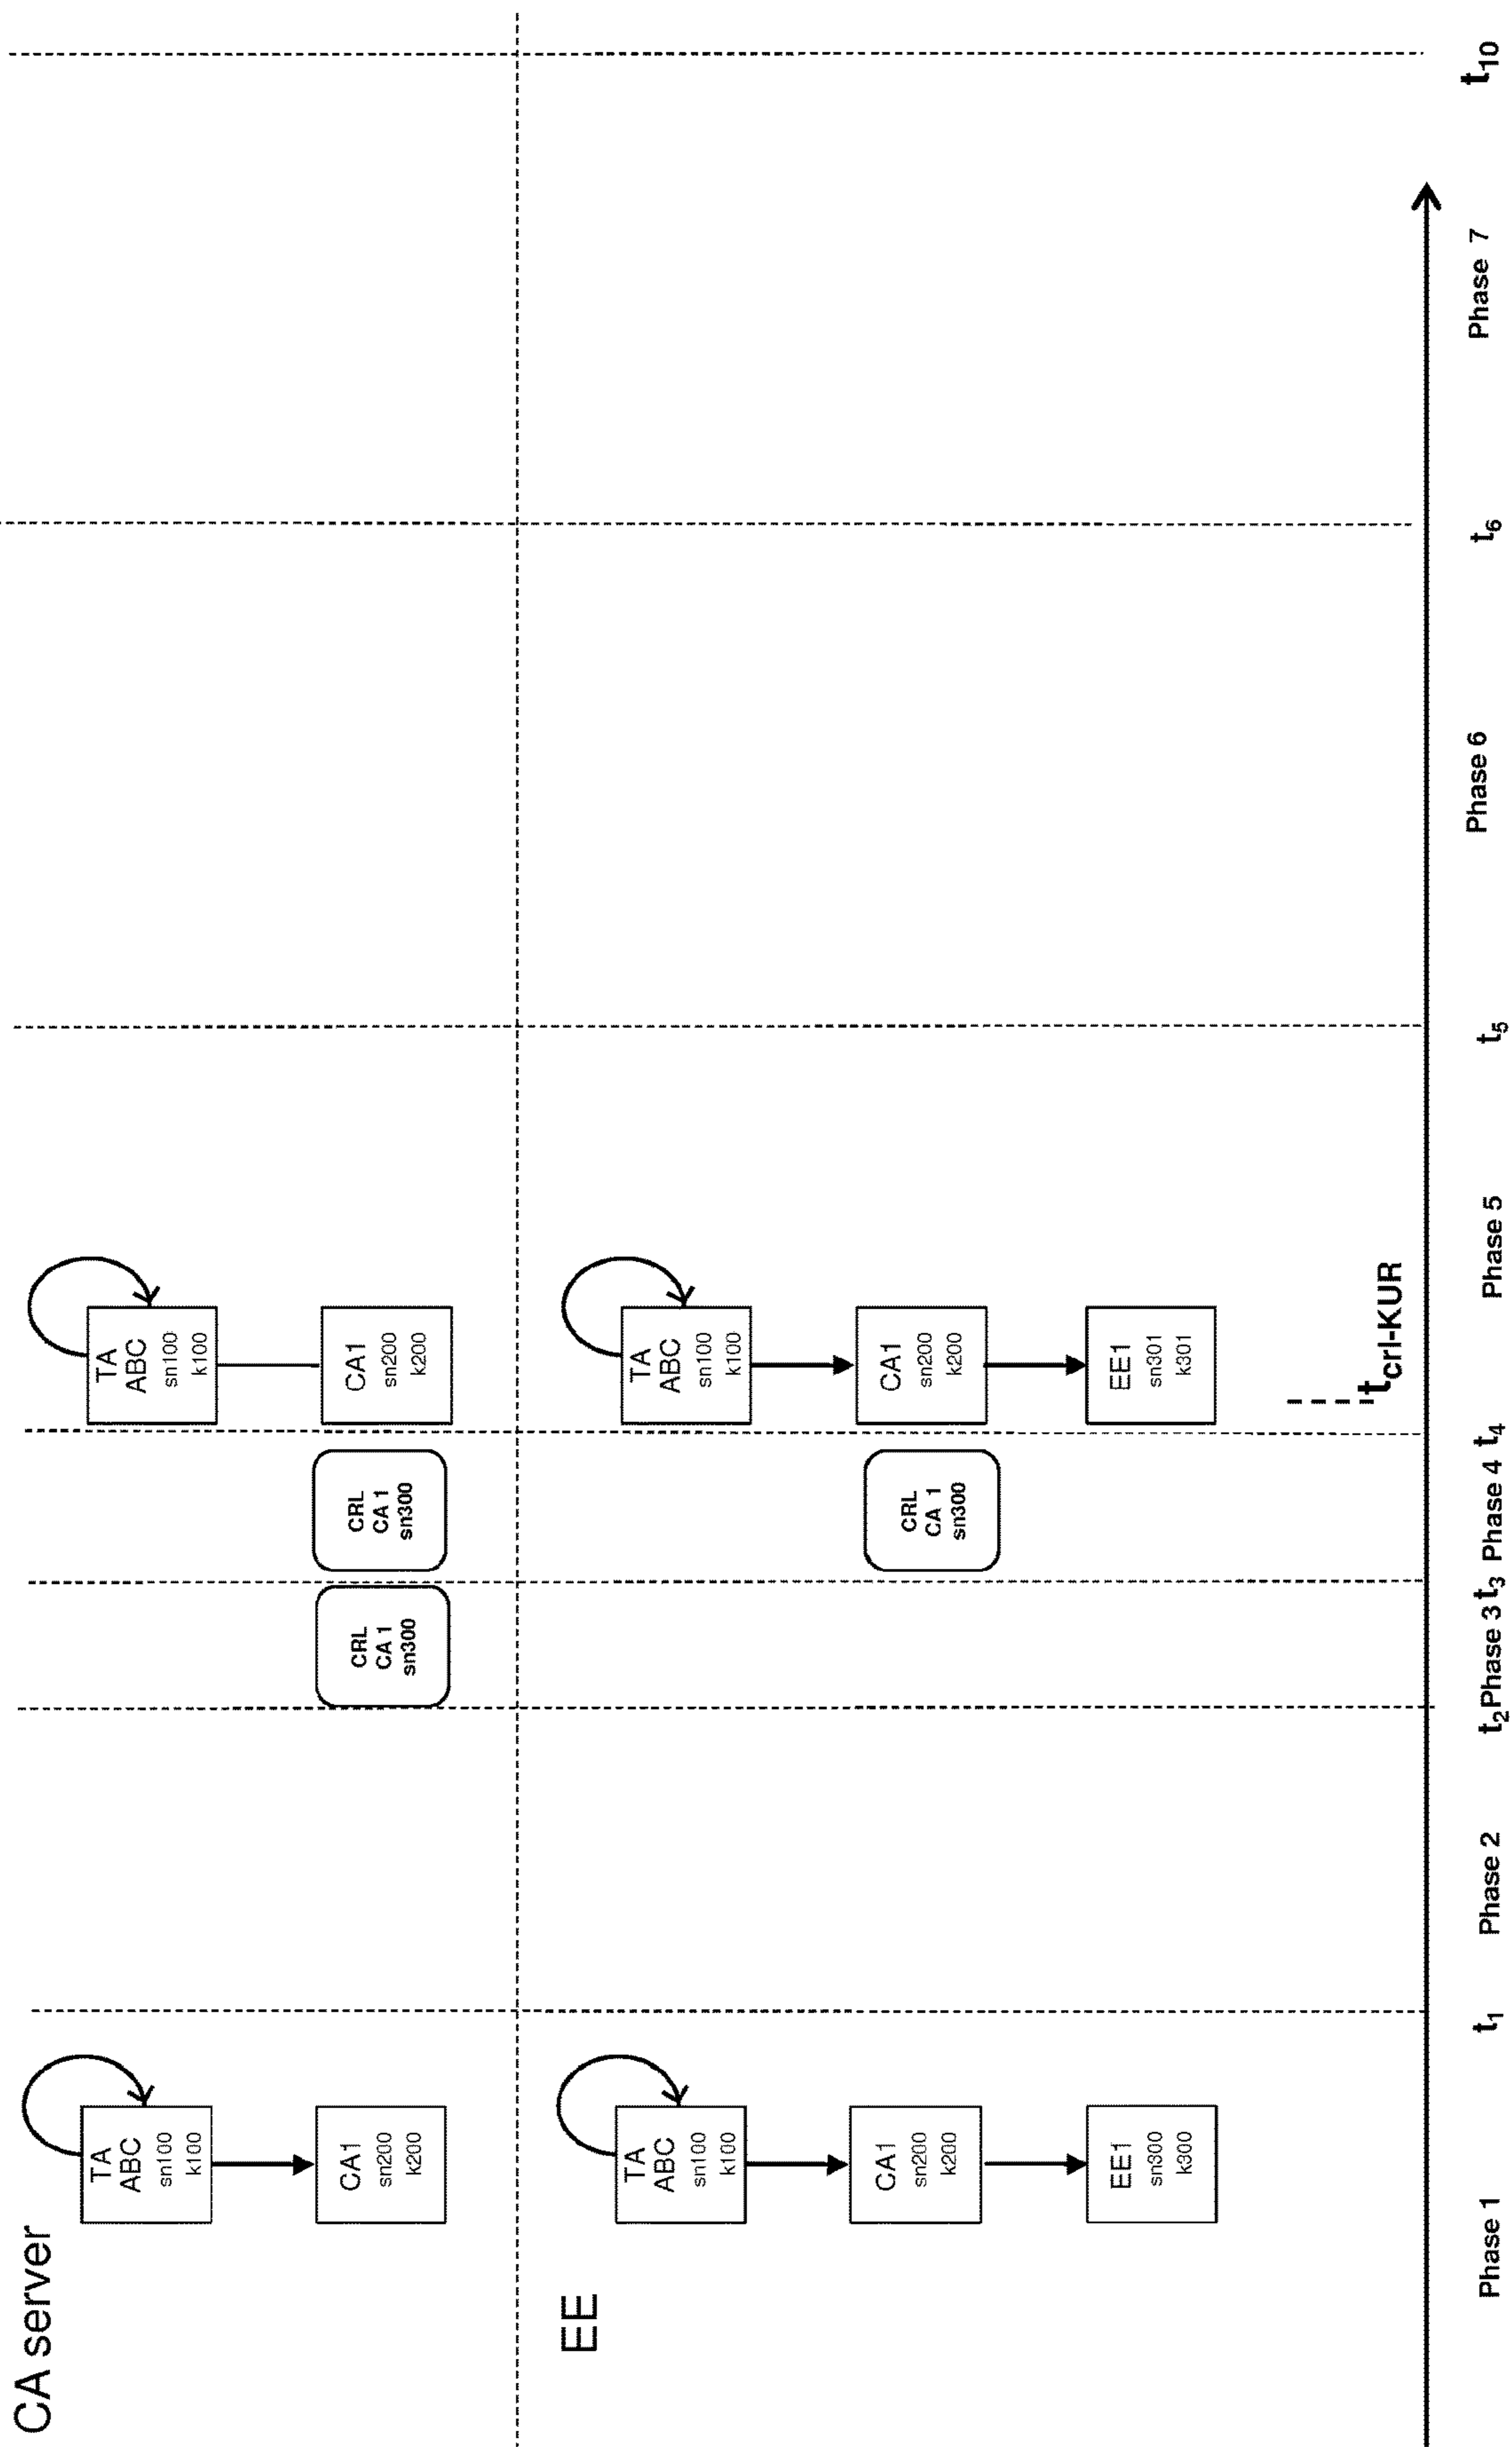 CA server
TA
ABC
sn100
k100
CA1
sn200
k200
CRL
CA 1
sn300
CRL
CA 1
sn300
TA
ABC
sn100
k100
CA1
sn200
k200
EE
TA
ABC
sn100
k100
CA1
sn200
k200
EE1
sn300
k300
CRL
CA 1
sn300
TA
ABC
sn100
k100
CA1
sn200
k200
EE1
sn301
k301
tcrl-KUR
Phase 1 t1 Phase 2 t2 Phase 3 t3 Phase 4 t4 Phase 5 t5 Phase 6 t6 Phase 7 t10